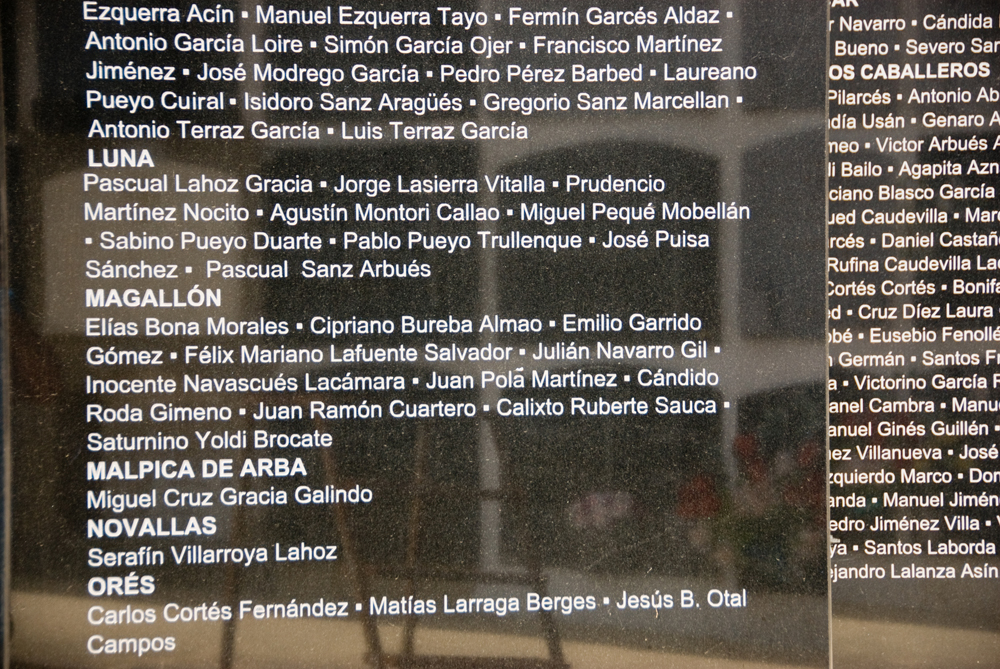 Ezquerra Acín ▪ Manuel Ezquerra Tayo ▪ Fermín Garcés Aldaz ▪
Antonio García Loire ▪ Simón García Ojer ▪ Francisco Martínez
Jiménez ▪ José Modrego García ▪ Pedro Pérez Barbed ▪ Laureano
Pueyo Cuiral ▪ Isidoro Sanz Aragüés ▪ Gregorio Sanz Marcellan ▪
Antonio Terraz García ▪ Luis Terraz García
LUNA
Pascual Lahoz Gracia ▪ Jorge Lasierra Vitalla ▪ Prudencio
Martínez Nocito ▪ Agustín Montori Callao ▪ Miguel Pequé Mobellán
▪ Sabino Pueyo Duarte ▪ Pablo Pueyo Trullenque ▪ José Puisa
Sánchez ▪ Pascual Sanz Arbués
MAGALLÓN
Elías Bona Morales ▪ Cipriano Bureba Almao ▪ Emilio Garrido
Gómez ▪ Félix Mariano Lafuente Salvador ▪ Julián Navarro Gil ▪
Inocente Navascués Lacámara ▪ Juan Polã Martínez ▪ Cándido
Roda Gimeno ▪ Juan Ramón Cuartero ▪ Calixto Ruberte Sauca ▪
Saturnino Yoldi Brocate
MALPICA DE ARBA
Miguel Cruz Gracia Galindo
NOVALLAS
Serafín Villarroya Lahoz
ORÉS
Carlos Cortés Fernández ▪ Matías Larraga Berges ▪ Jesús B. Otal
Campos
Navarro ▪ Cándida
Bueno ▪ Severo
OS CABALLEROS
Pilarcés ▪ Antonio
Usán ▪ Genaro
▪ Victor Arbués
Bailo ▪ Agapita
Blasco García
Caudevilla ▪
▪ Daniel
Rufina Caudevilla
Cortés Cortés ▪
▪ Cruz Díez Laura
▪ Eusebio
Germán ▪ Santos
▪ Victorino García
Cambra ▪
Ginés Guillén ▪
Villanueva ▪ José
Marco ▪
▪ Manuel
Jiménez Villa ▪
▪ Santos Laborda
Lalanza Asín